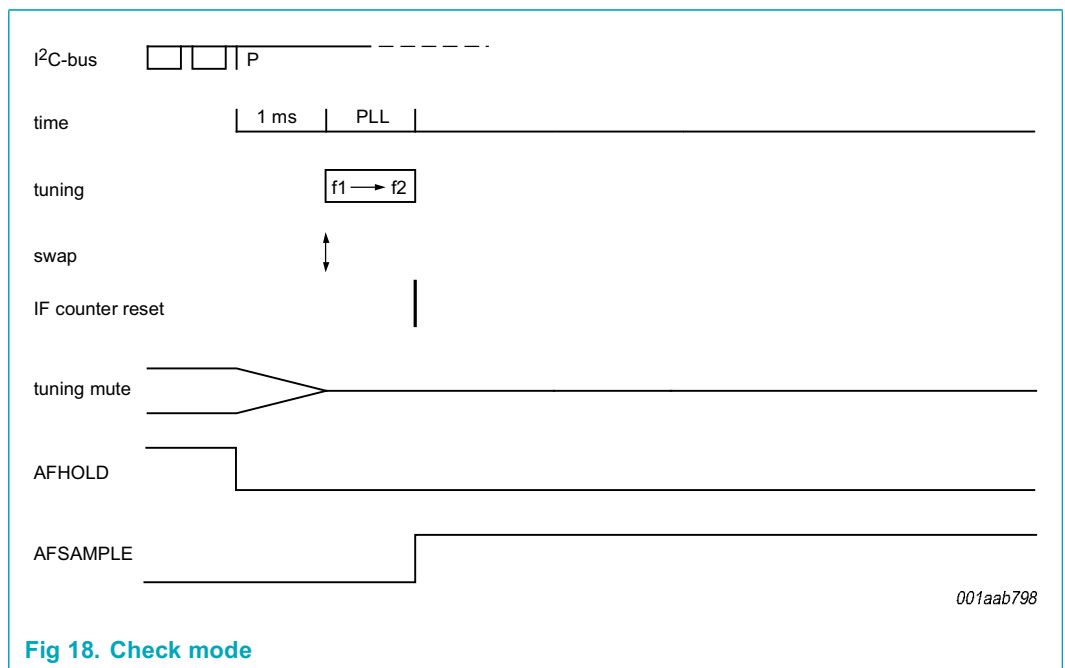 I²C-bus
P
time
1 ms
PLL
tuning
f1 → f2
swap
IF counter reset
tuning mute
AFHOLD
AFSAMPLE
001aab798
Fig 18. Check mode